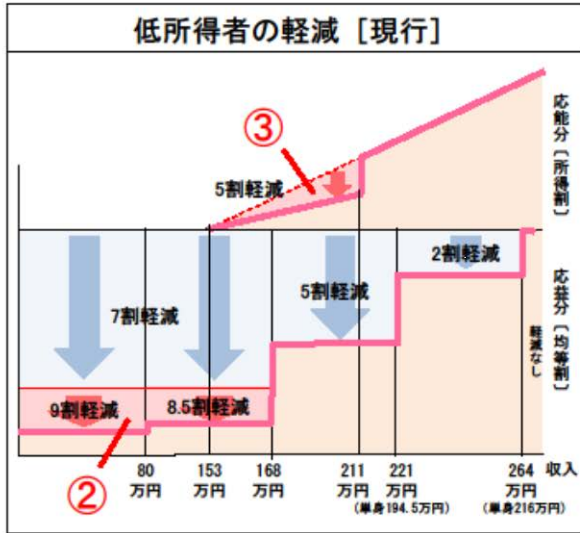 低所得者の軽減［現行］
③
5割軽減
応能分［所得割］
2割軽減
5割軽減
7割軽減
応益分［均等割］
軽減なし
9割軽減
8.5割軽減
②
80 153 168 211 221 264 収入
万円 万円 万円 万円 万円 万円
(単身194.5万円) (単身216万円)